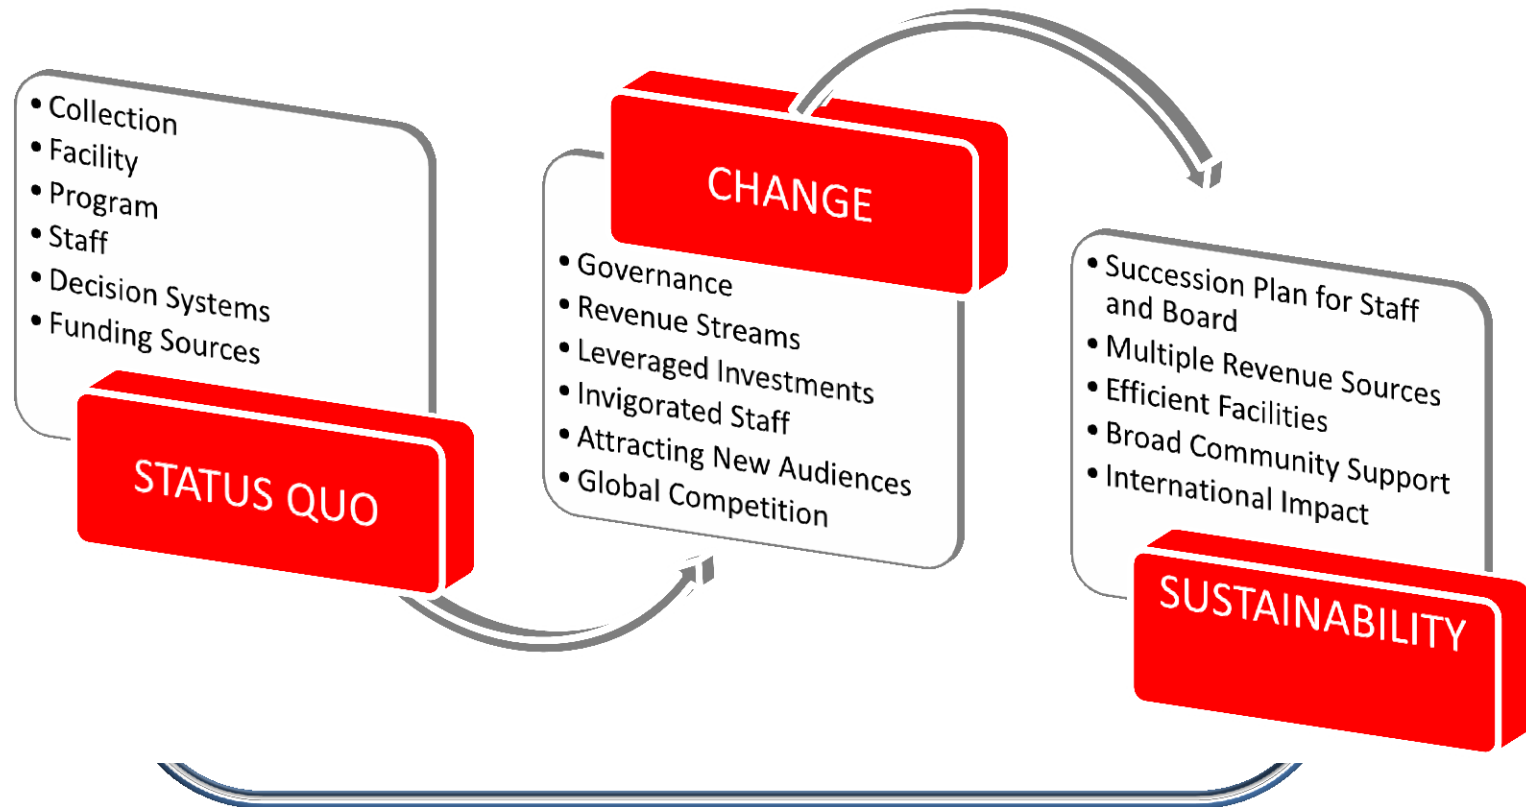 • Collection
• Facility
• Program
• Staff
• Decision Systems
• Funding Sources
STATUS QUO
CHANGE
• Governance
• Revenue Streams
• Leveraged Investments
• Invigorated Staff
• Attracting New Audiences
• Global Competition
• Succession Plan for Staff
and Board
• Multiple Revenue Sources
• Efficient Facilities
• Broad Community Support
• International Impact
SUSTAINABILITY